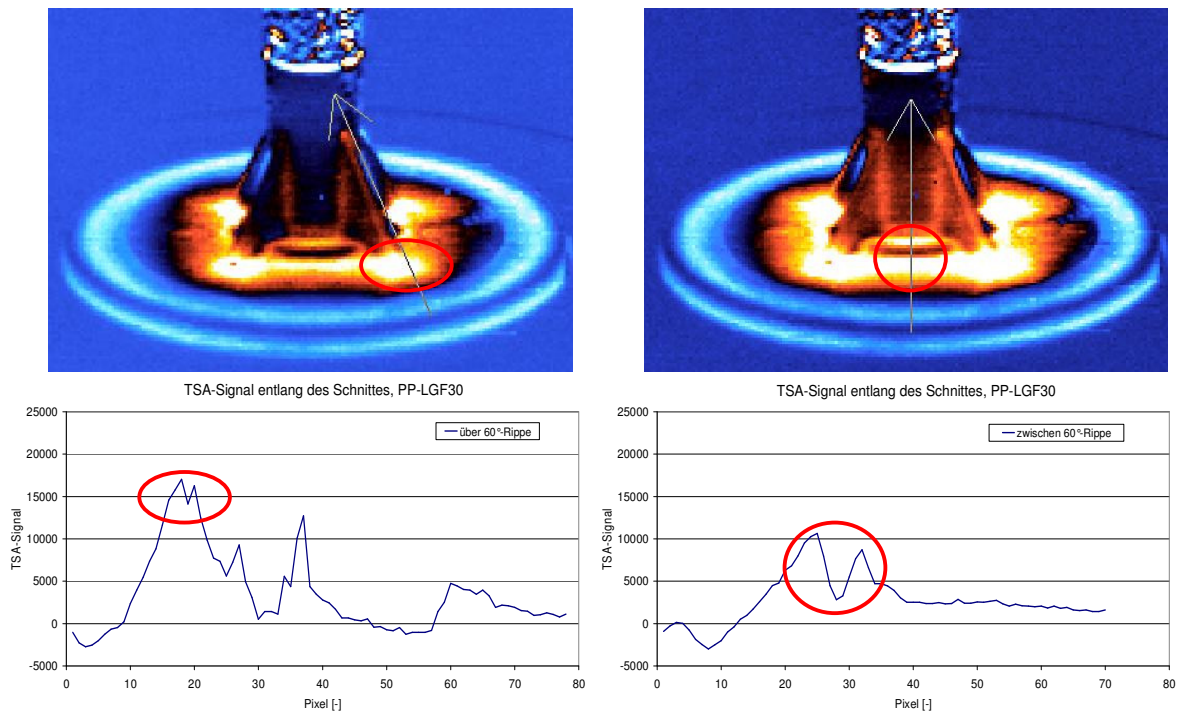 TSA-Signal entlang des Schnittes, PP-LGF30
25000
20000
15000
10000
5000
0
-5000
TSA-Signal
über 60°-Rippe
0 10 20 30 40 50 60 70 80
Pixel [-]
TSA-Signal entlang des Schnittes, PP-LGF30
25000
20000
15000
10000
5000
0
-5000
TSA-Signal
zwischen 60°-Rippe
0 10 20 30 40 50 60 70 80
Pixel [-]